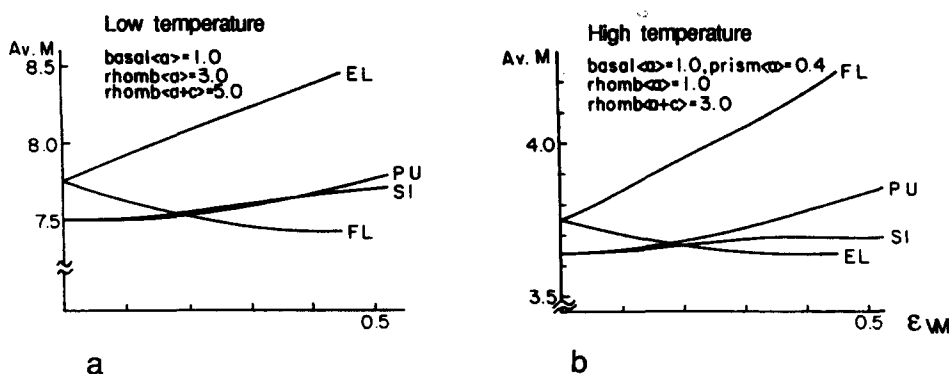 Low temperature
Av. M
basal<a>=1.0
rhomb<a>=3.0
rhomb<a+c>=5.0
8.5
8.0
7.5
EL
PU
SI
FL
0.5
a
High temperature
Av. M
basal<a>=1.0, prism<a>=0.4
rhomb<a>=1.0
rhomb<a+c>=3.0
4.0
3.5
FL
PU
SI
EL
0.5
εVM
b